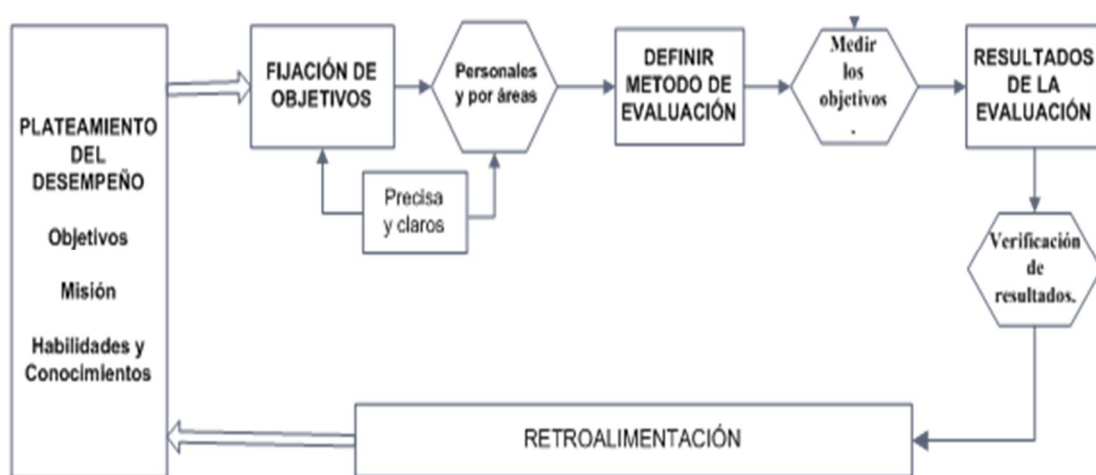 PLATEAMIENTO
DEL
DESEMPEÑO
Objetivos
Misión
Habilidades y
Conocimientos
FIJACIÓN DE
OBJETIVOS
Personales
y por áreas
Precisa
y claros
DEFINIR
METODO DE
EVALUACIÓN
Medir
los
objetivos
.
RESULTADOS
DE LA
EVALUACIÓN
Verificación
de
resultados.
RETROALIMENTACIÓN